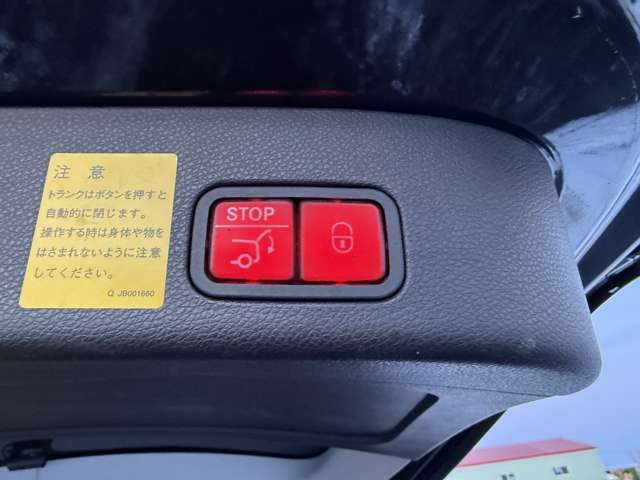 注 意
トランクはボタンを押すと
自動的に閉じます。
操作する時は身体や物を
はさまれないように注意
してください。
Q JB001660
STOP